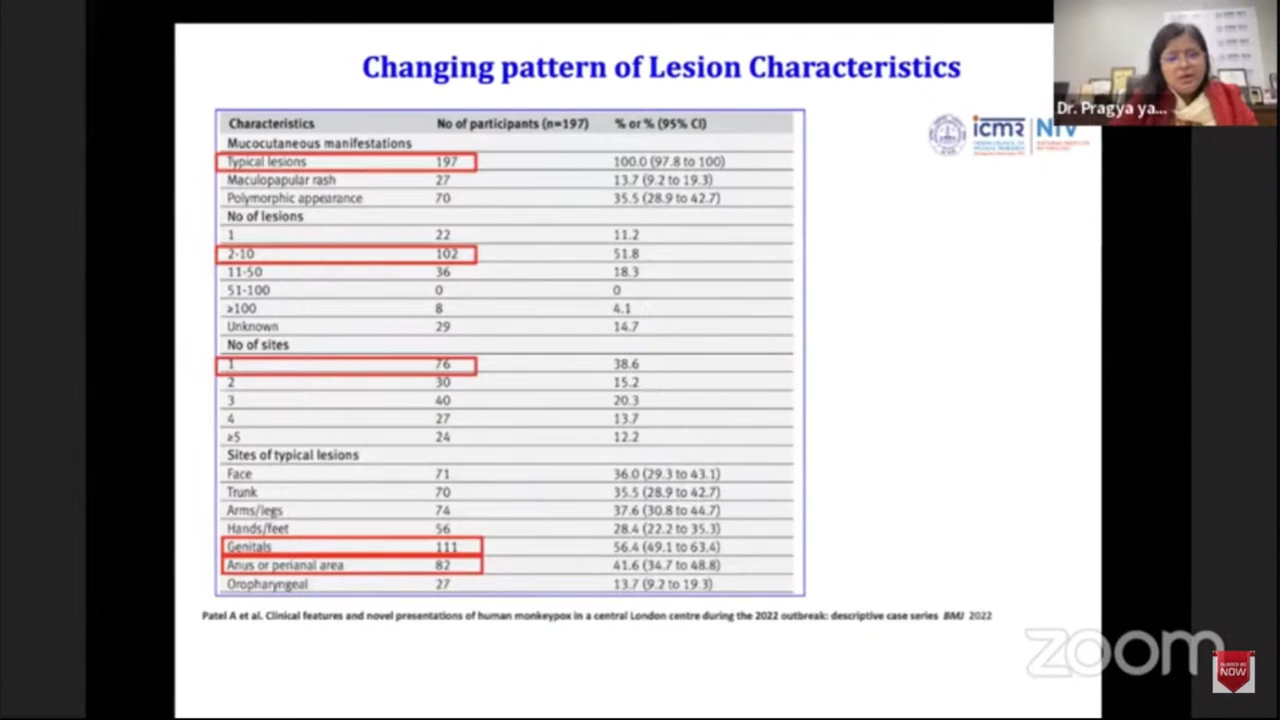 Changing pattern of Lesion Characteristics
Dr. Pragya ya...
icmr NIV
INDIAN COUNCIL OF
MEDICAL RESEARCH
Characteristics No of participants (n=197) % or % (95% CI)
Mucocutaneous manifestations
Typical lesions 197 100.0 (97.8 to 100)
Maculopapular rash 27 13.7 (9.2 to 19.3)
Polymorphic appearance 70 35.5 (28.9 to 42.7)
No of lesions
1 22 11.2
2-10 102 51.8
11-50 36 18.3
51-100 0 0
≥100 8 4.1
Unknown 29 14.7
No of sites
1 76 38.6
2 30 15.2
3 40 20.3
4 27 13.7
≥5 24 12.2
Sites of typical lesions
Face 71 36.0 (29.3 to 43.1)
Trunk 70 35.5 (28.9 to 42.7)
Arms/legs 74 37.6 (30.8 to 44.7)
Hands/feet 56 28.4 (22.2 to 35.3)
Genitals 111 56.4 (49.1 to 63.4)
Anus or perianal area 82 41.6 (34.7 to 48.8)
Oropharyngeal 27 13.7 (9.2 to 19.3)
Patel A et al. Clinical features and novel presentations of human monkeypox in a central London centre during the 2022 outbreak: descriptive case series BMJ 2022
zoom
NOW